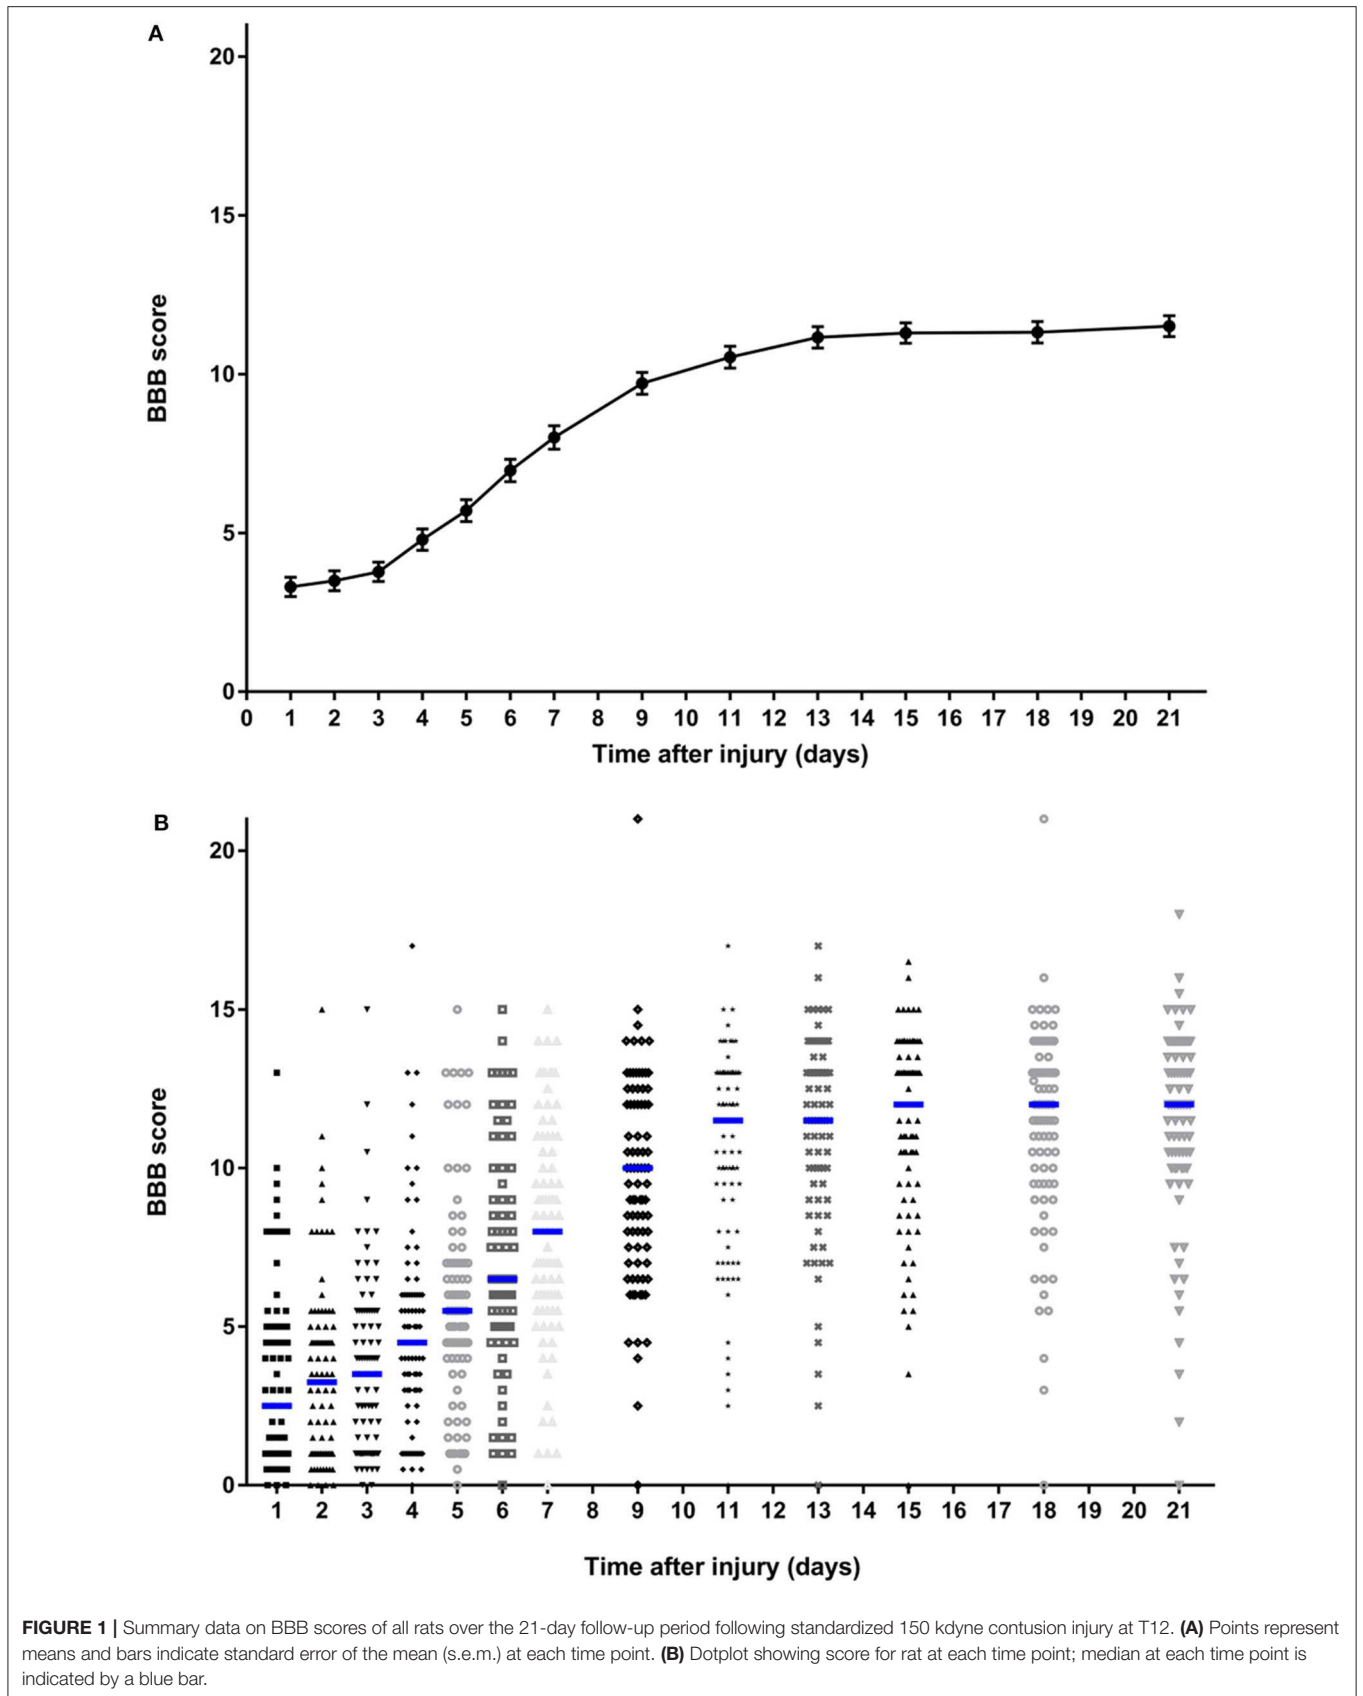 A
20
15
10
5
0
BBB score
0 1 2 3 4 5 6 7 8 9 10 11 12 13 14 15 16 17 18 19 20 21
Time after injury (days)
B
20
15
10
5
0
BBB score
1 2 3 4 5 6 7 8 9 10 11 12 13 14 15 16 17 18 19 20 21
Time after injury (days)
FIGURE 1 | Summary data on BBB scores of all rats over the 21-day follow-up period following standardized 150 kdyne contusion injury at T12. (A) Points represent
means and bars indicate standard error of the mean (s.e.m.) at each time point. (B) Dotplot showing score for rat at each time point; median at each time point is
indicated by a blue bar.